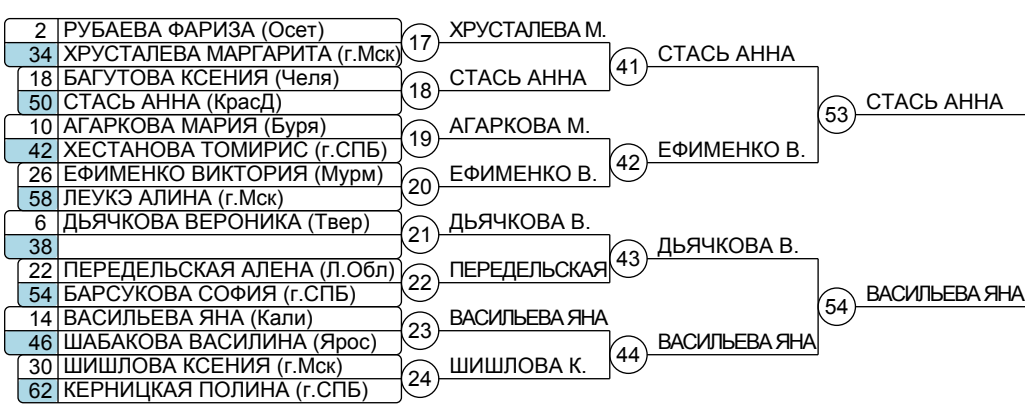 2 РУБАЕВА ФАРИЗА (Осет)
34 ХРУСТАЛЕВА МАРГАРИТА (г.Мск)
18 БАГУТОВА КСЕНИЯ (Челя)
50 СТАСЬ АННА (КрасД)
10 АГАРКОВА МАРИЯ (Буря)
42 ХЕСТАНОВА ТОМИРИС (г.СПБ)
26 ЕФИМЕНКО ВИКТОРИЯ (Мурм)
58 ЛЕУКЭ АЛИНА (г.Мск)
6 ДЬЯЧКОВА ВЕРОНИКА (Твер)
38
22 ПЕРЕДЕЛЬСКАЯ АЛЕНА (Л.Обл)
54 БАРСУКОВА СОФИЯ (г.СПБ)
14 ВАСИЛЬЕВА ЯНА (Кали)
46 ШАБАКОВА ВАСИЛИНА (Ярос)
30 ШИШЛОВА КСЕНИЯ (г.Мск)
62 КЕРНИЦКАЯ ПОЛИНА (г.СПБ)
17 ХРУСТАЛЕВА М.
18 СТАСЬ АННА
19 АГАРКОВА М.
20 ЕФИМЕНКО В.
21 ДЬЯЧКОВА В.
22 ПЕРЕДЕЛЬСКАЯ
23 ВАСИЛЬЕВА ЯНА
24 ШИШЛОВА К.
41 СТАСЬ АННА
42 ЕФИМЕНКО В.
43 ДЬЯЧКОВА В.
44 ВАСИЛЬЕВА ЯНА
53 СТАСЬ АННА
54 ВАСИЛЬЕВА ЯНА